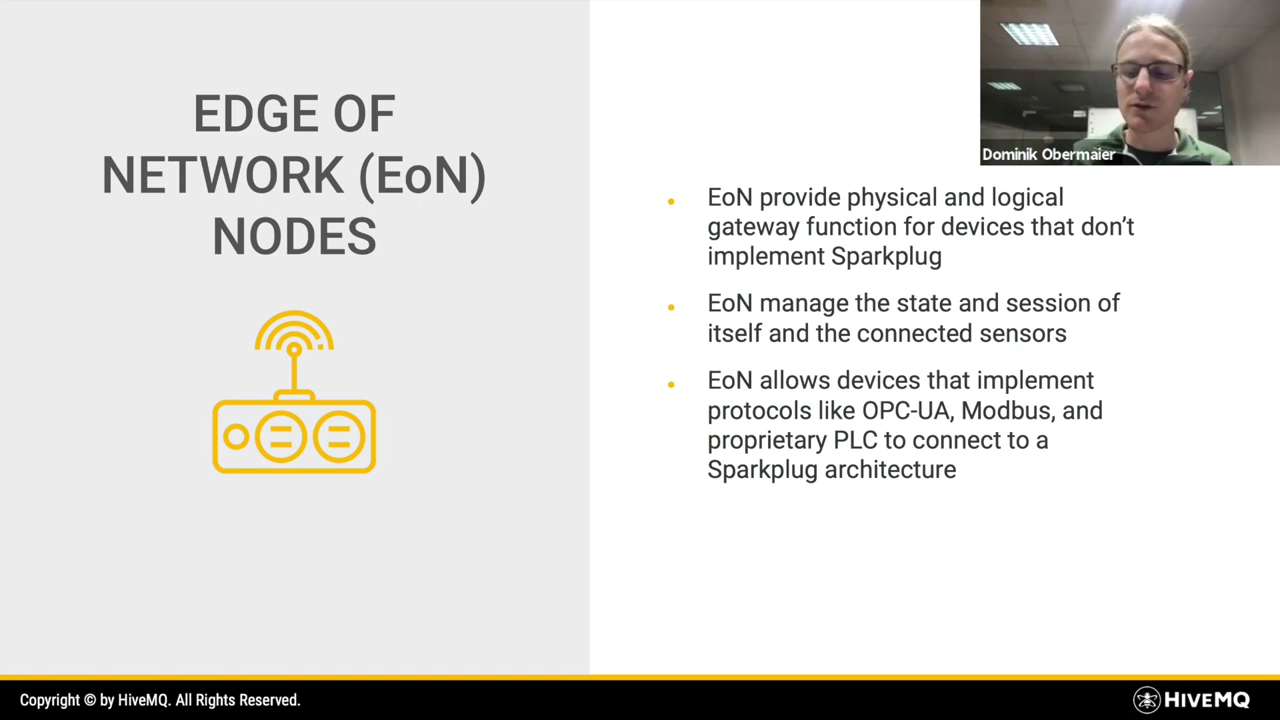 EDGE OF
NETWORK (EoN)
NODES
Dominik Obermaier
EoN provide physical and logical
gateway function for devices that don’t
implement Sparkplug
EoN manage the state and session of
itself and the connected sensors
EoN allows devices that implement
protocols like OPC-UA, Modbus, and
proprietary PLC to connect to a
Sparkplug architecture
Copyright © by HiveMQ. All Rights Reserved.
HIVEMQ